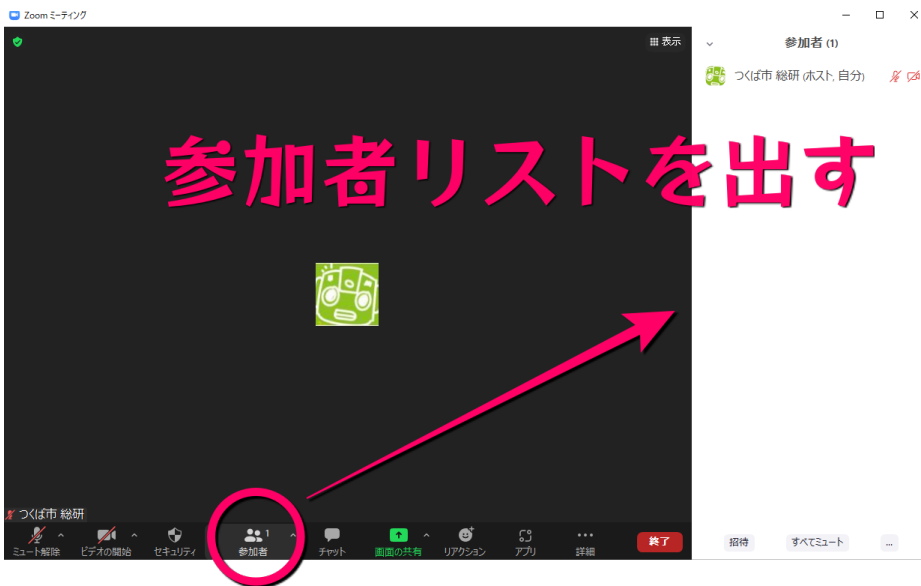 Zoom ミーティング
表示
参加者 (1)
つくば市 総研 (ホスト, 自分)
参加者リストを出す
つくば市 総研
ミュート解除
ビデオの開始
セキュリティ
1
参加者
チャット
画面の共有
リアクション
アプリ
詳細
終了
招待
すべてミュート
...